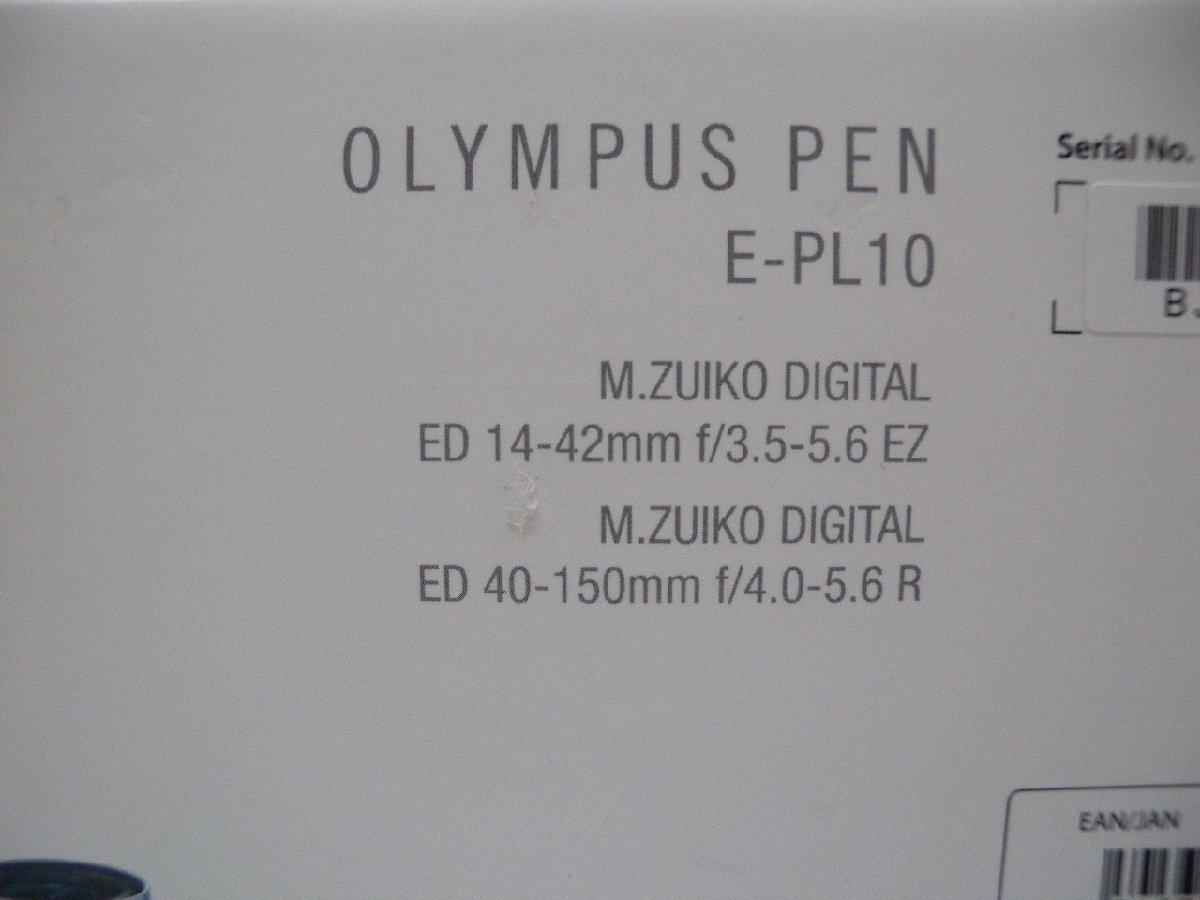 OLYMPUS PEN
E-PL10
M.ZUIKO DIGITAL
ED 14-42mm f/3.5-5.6 EZ
M.ZUIKO DIGITAL
ED 40-150mm f/4.0-5.6 R
Serial No.
EAN/JAN